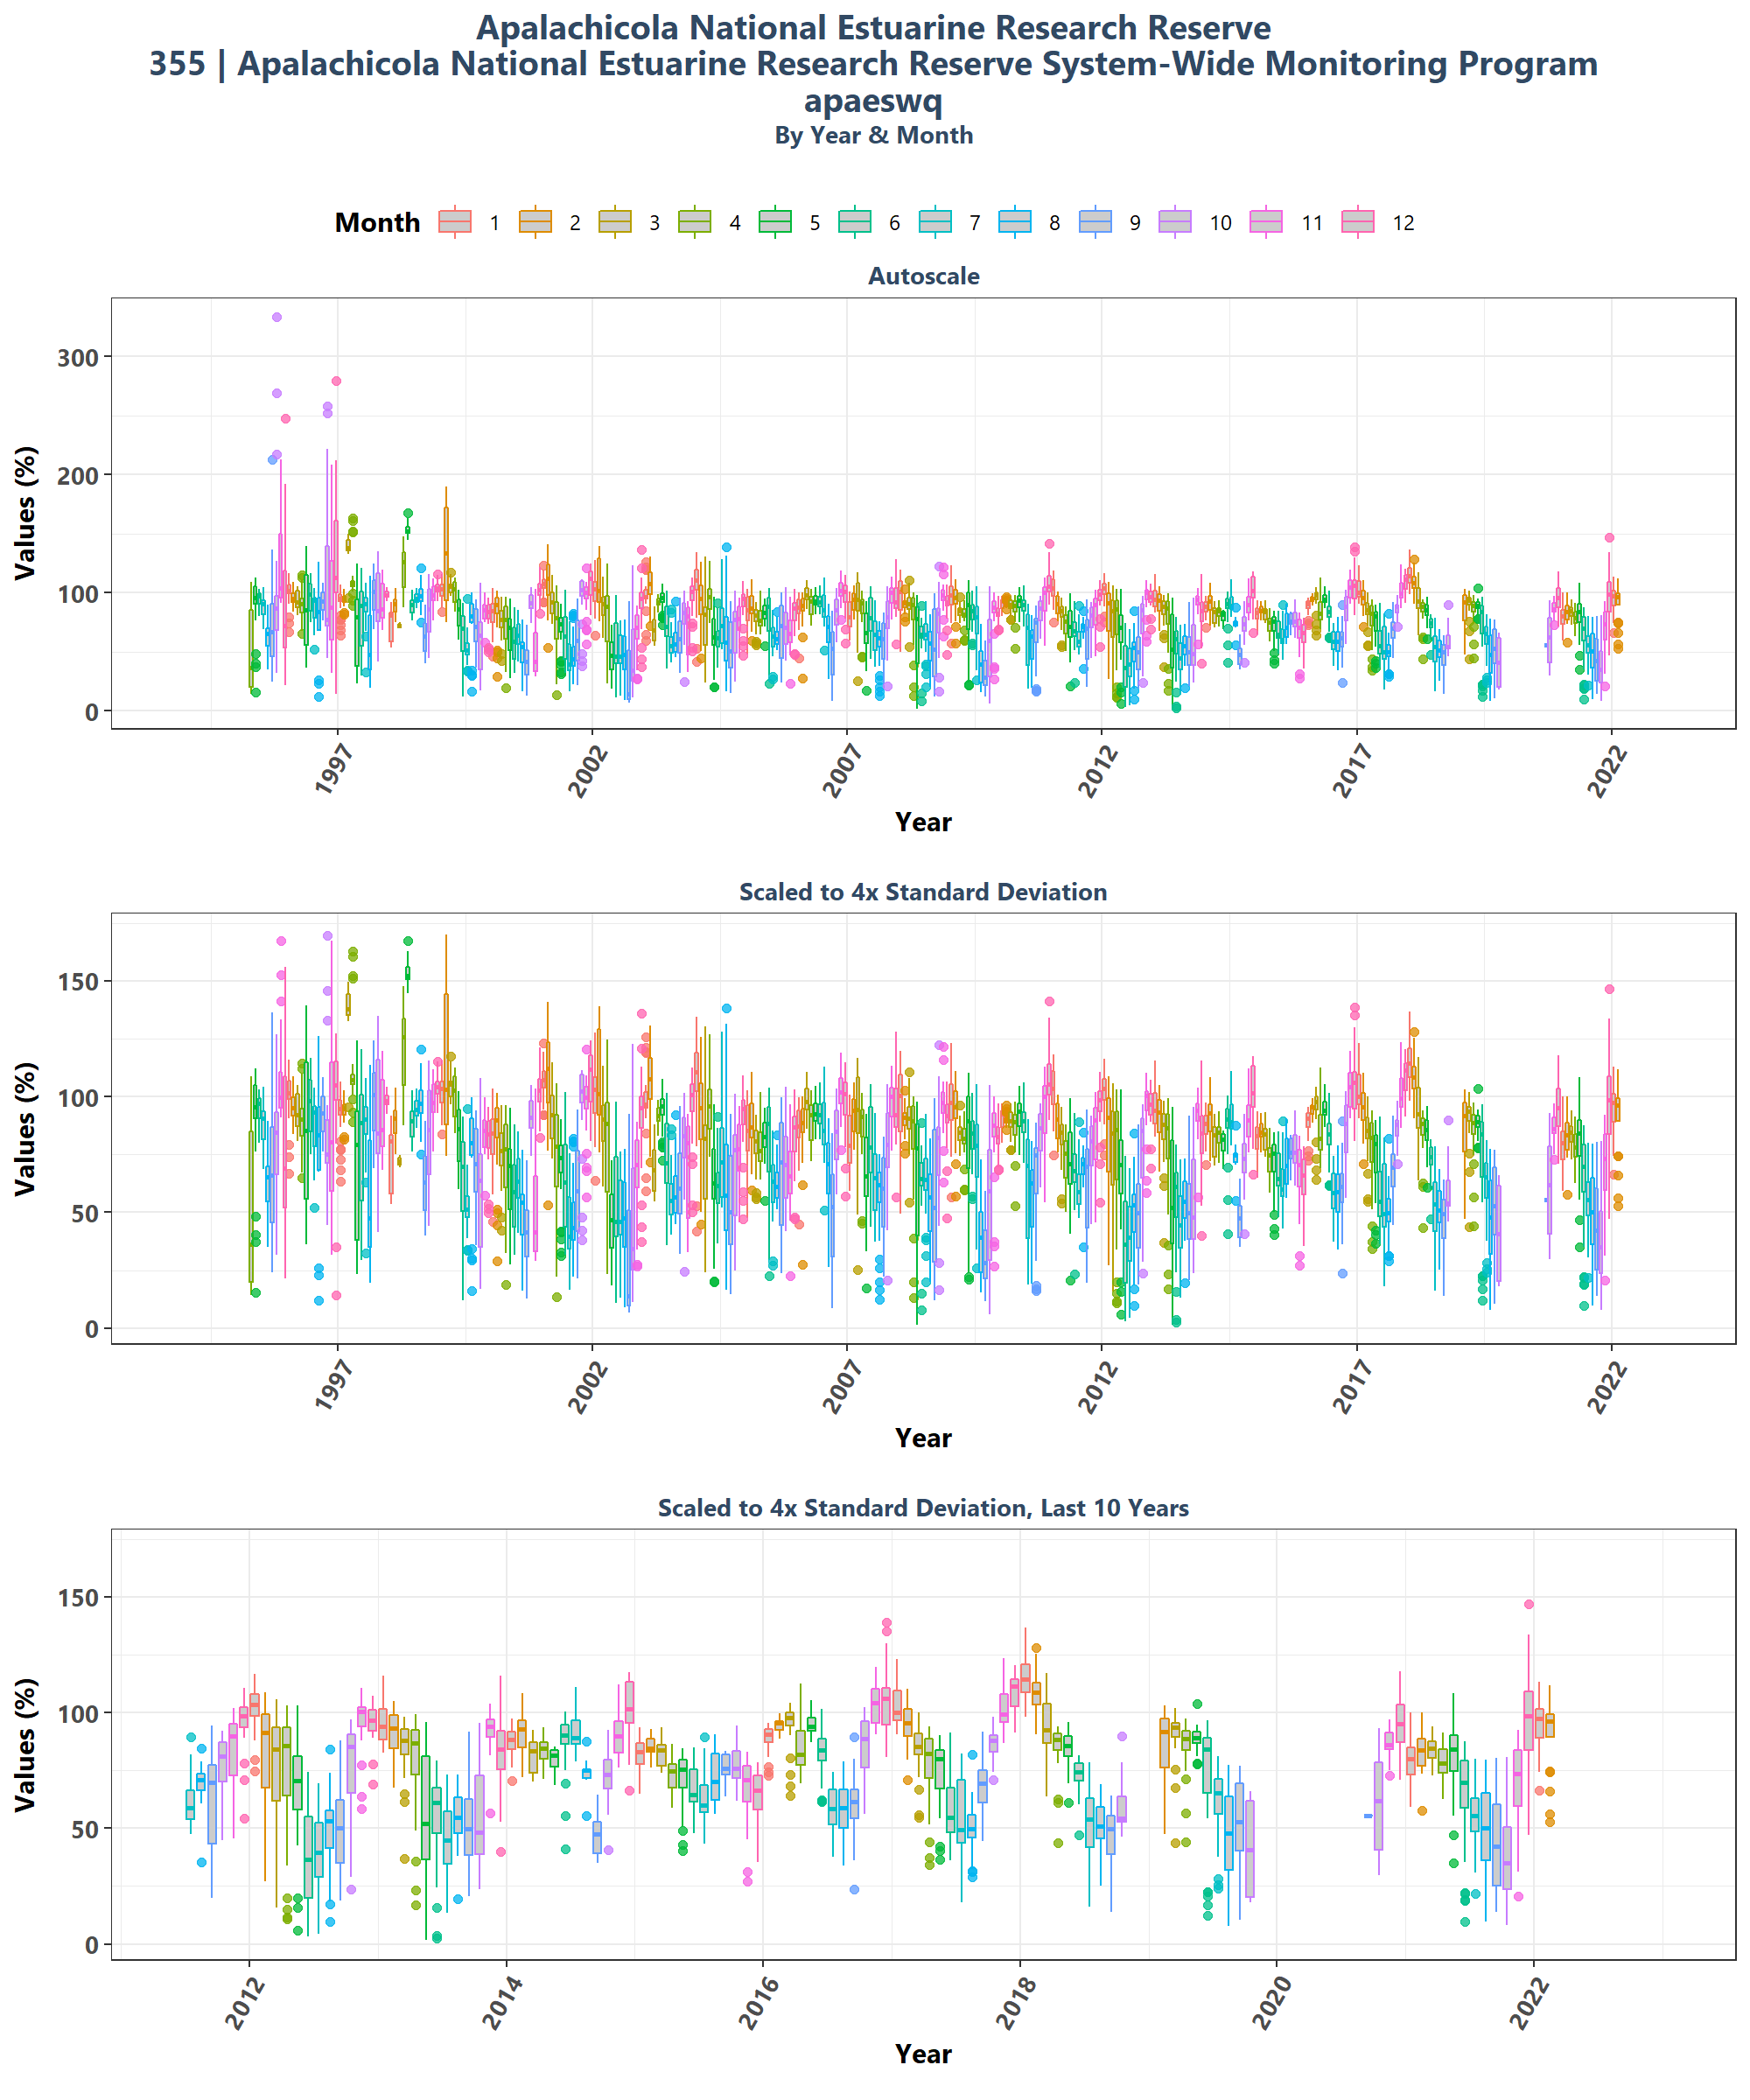 Apalachicola National Estuarine Research Reserve
355 | Apalachicola National Estuarine Research Reserve System-Wide Monitoring Program
apaeswq
By Year & Month
Month 1 2 3 4 5 6 7 8 9 10 11 12
Autoscale
Values (%)
300
200
100
0
1997 2002 2007 2012 2017 2022
Year
Scaled to 4x Standard Deviation
Values (%)
150
100
50
0
1997 2002 2007 2012 2017 2022
Year
Scaled to 4x Standard Deviation, Last 10 Years
Values (%)
150
100
50
0
2012 2014 2016 2018 2020 2022
Year